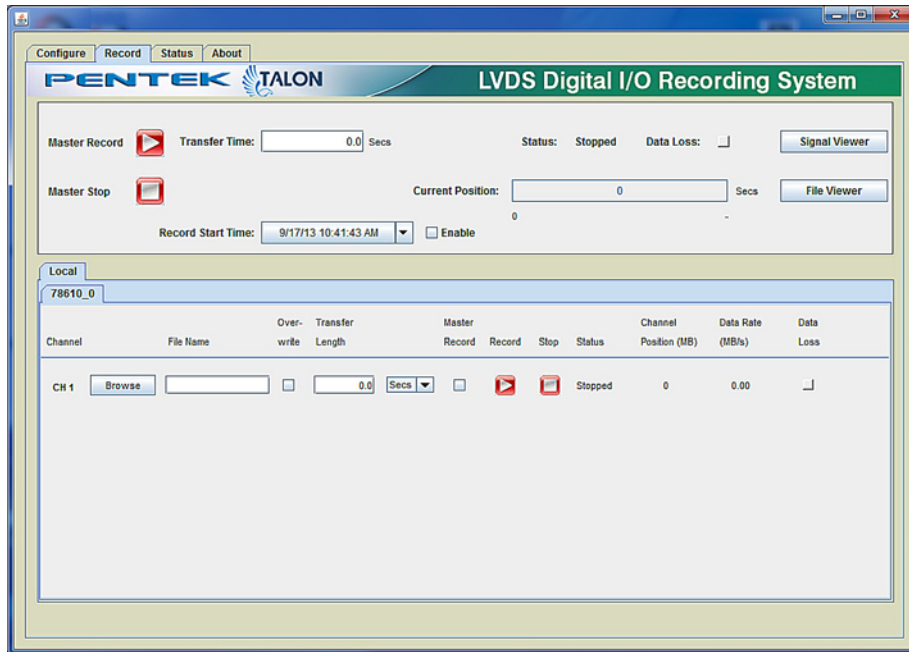 Configure Record Status About
PENTEK TALON LVDS Digital I/O Recording System
Master Record Transfer Time: 0.0 Secs Status: Stopped Data Loss: Signal Viewer
Master Stop Current Position: 0 Secs File Viewer
0 -
Record Start Time: 9/17/13 10:41:43 AM Enable
Local
78610_0
Over- Transfer Master Channel Data Rate Data
Channel File Name write Length Record Record Stop Status Position (MB) (MB/s) Loss
CH 1 Browse 0.0 Secs Stopped 0 0.00